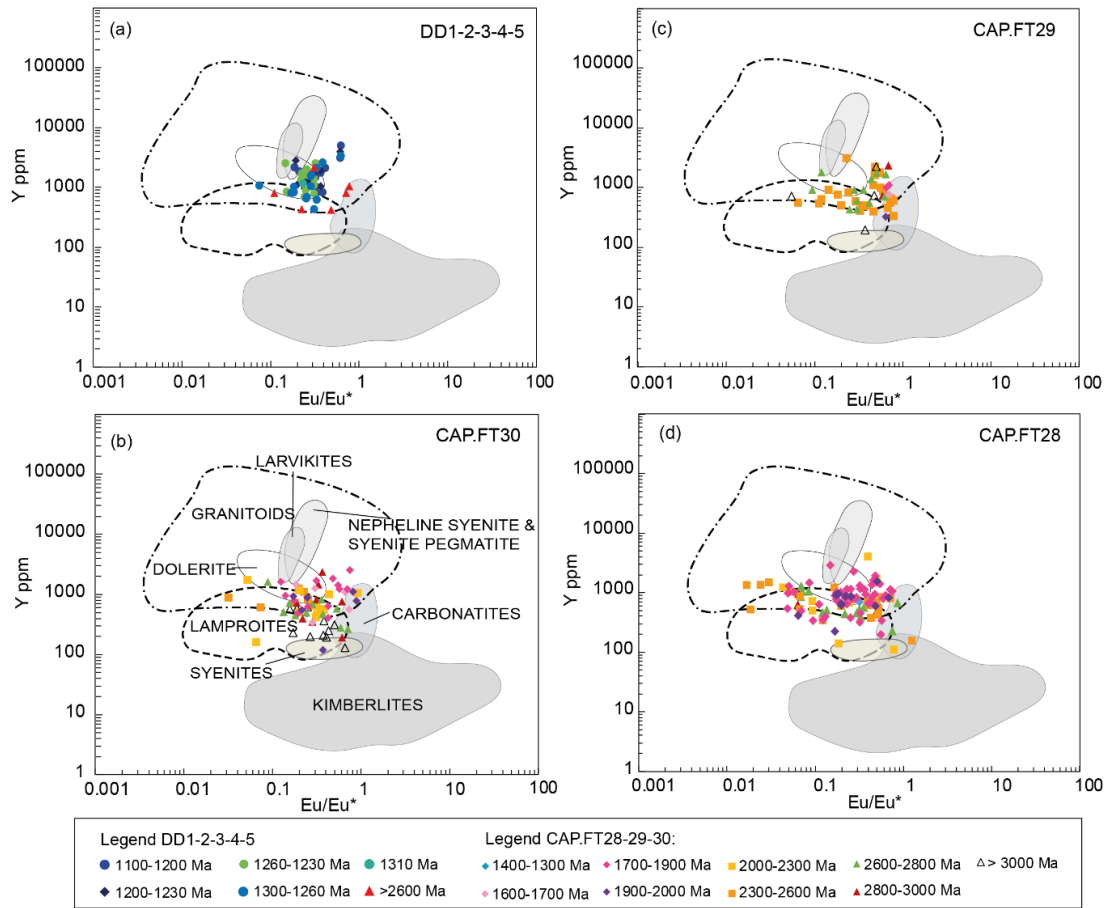 (a)
DD1-2-3-4-5
Y ppm
100000
10000
1000
100
10
1
0.001
0.01
0.1
1
10
100
Eu/Eu*
(c)
CAP.FT29
Y ppm
100000
10000
1000
100
10
1
0.001
0.01
0.1
1
10
100
Eu/Eu*
(b)
CAP.FT30
LARVIKITES
GRANITOIDS
NEPHELINE SYENITE &
SYENITE PEGMATITE
DOLERITE
CARBONATITES
LAMPROITES
SYENITES
KIMBERLITES
Y ppm
100000
10000
1000
100
10
1
0.001
0.01
0.1
1
10
100
Eu/Eu*
(d)
CAP.FT28
Y ppm
100000
10000
1000
100
10
1
0.001
0.01
0.1
1
10
100
Eu/Eu*
Legend DD1-2-3-4-5
1100-1200 Ma
1260-1230 Ma
1310 Ma
1200-1230 Ma
1300-1260 Ma
>2600 Ma
Legend CAP.FT28-29-30:
1400-1300 Ma
1700-1900 Ma
2000-2300 Ma
2600-2800 Ma
> 3000 Ma
1600-1700 Ma
1900-2000 Ma
2300-2600 Ma
2800-3000 Ma